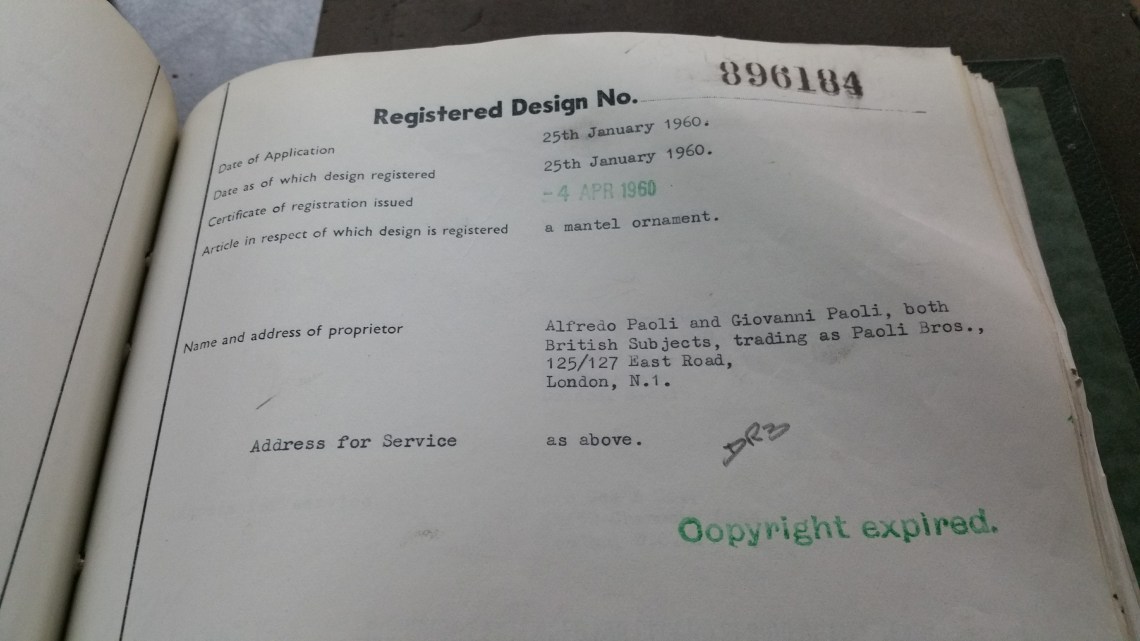 Registered Design No. 896184
Date of Application 25th January 1960.
Date as of which design registered 25th January 1960.
Certificate of registration issued -4 APR 1960
Article in respect of which design is registered a mantel ornament.
Name and address of proprietor Alfredo Paoli and Giovanni Paoli, both
British Subjects, trading as Paoli Bros.,
125/127 East Road,
London, N.1.
Address for Service as above.
Copyright expired.